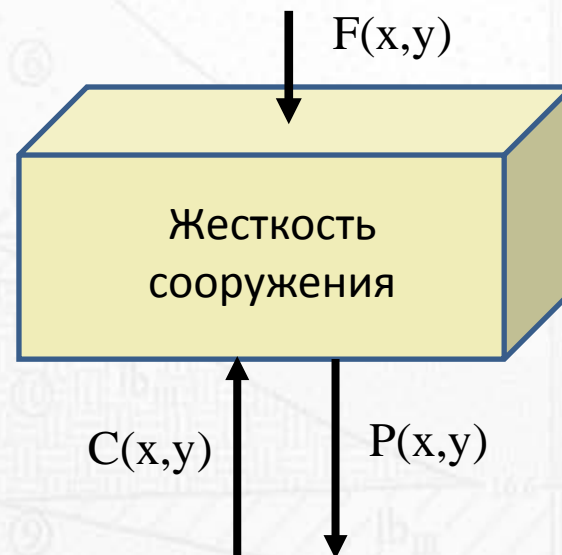 F(x,y)
Жесткость
сооружения
C(x,y)
P(x,y)